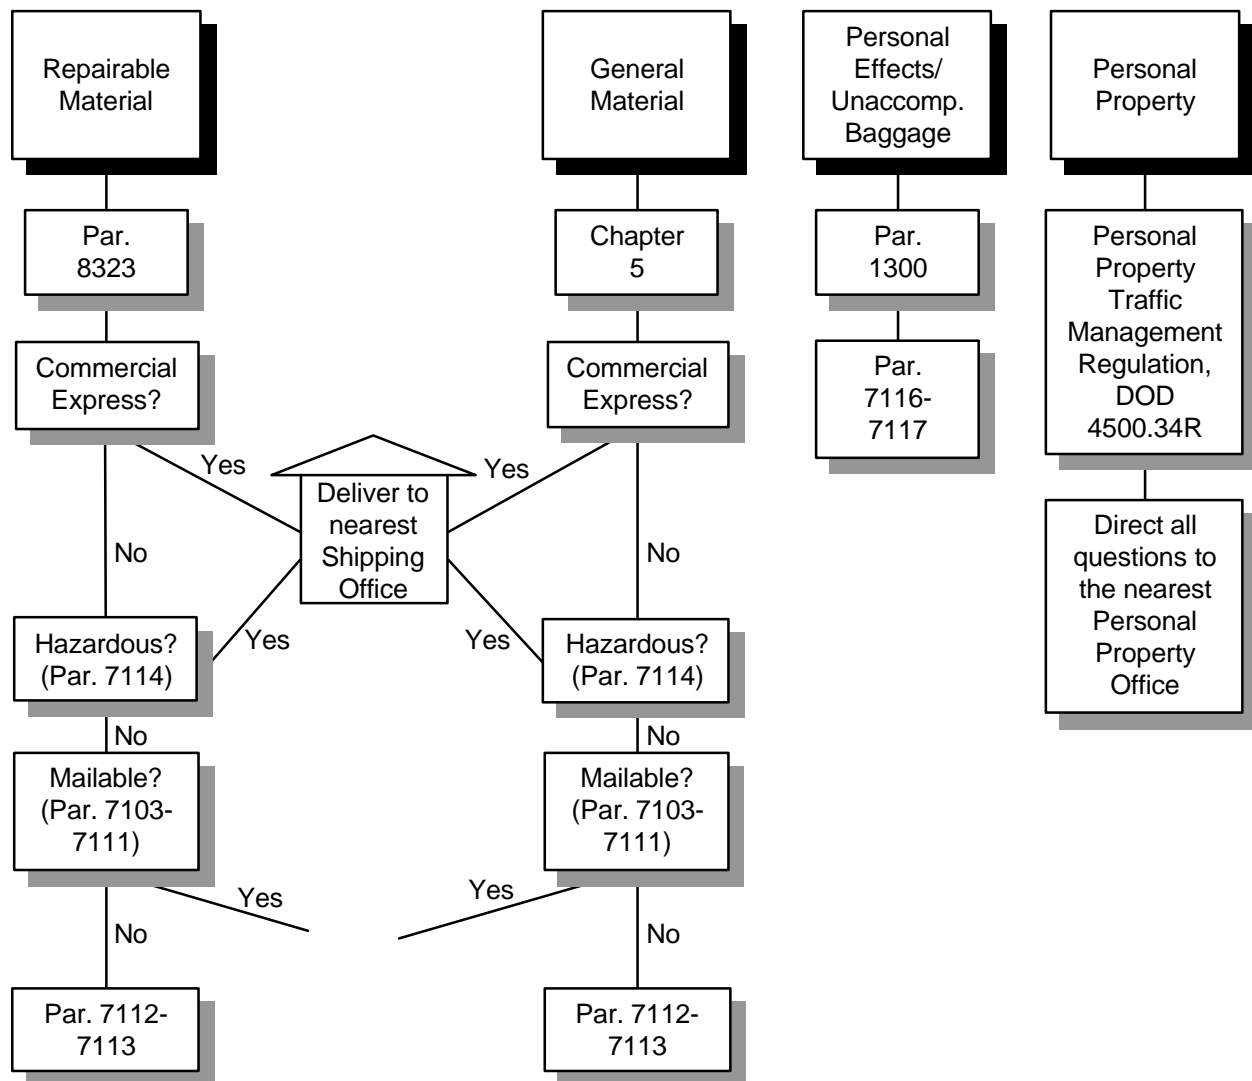 Repairable
Material
General
Material
Personal
Effects/
Unaccomp.
Baggage
Personal
Property
Par.
8323
Chapter
5
Par.
1300
Personal
Property
Traffic
Management
Regulation,
DOD
4500.34R
Commercial
Express?
Commercial
Express?
Par.
7116-
7117
Yes
Yes
Deliver to
nearest
Shipping
Office
No
No
Direct all
questions to
the nearest
Personal
Property
Office
Yes
Yes
Hazardous?
(Par. 7114)
Hazardous?
(Par. 7114)
No
No
Mailable?
(Par. 7103-
7111)
Mailable?
(Par. 7103-
7111)
Yes
Yes
No
No
Par. 7112-
7113
Par. 7112-
7113